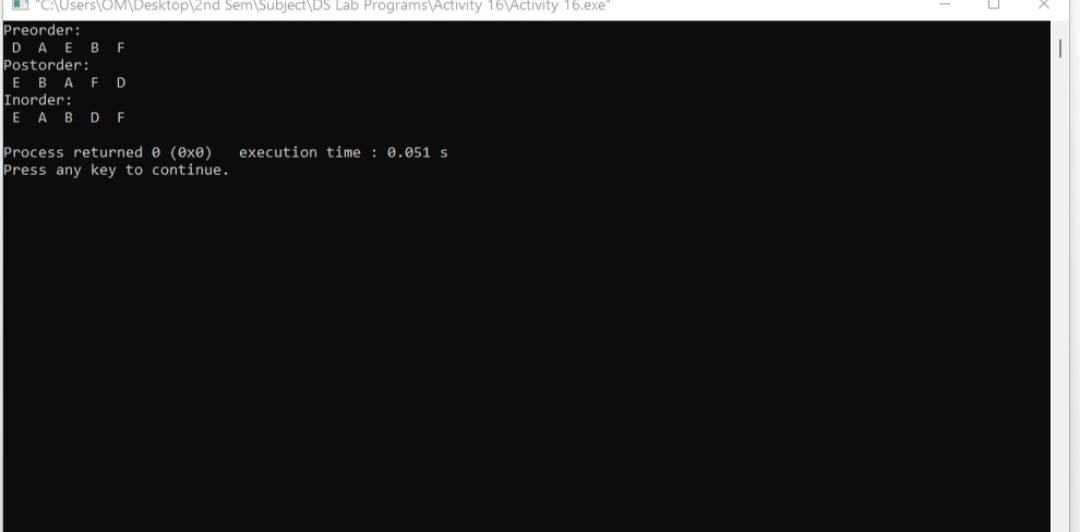 "C:\Users\OM\Desktop\2nd Sem\Subject\DS Lab Programs\Activity 16\Activity 16.exe"
Preorder:
D A E B F
Postorder:
E B A F D
Inorder:
E A B D F
Process returned 0 (0x0) execution time : 0.051 s
Press any key to continue.